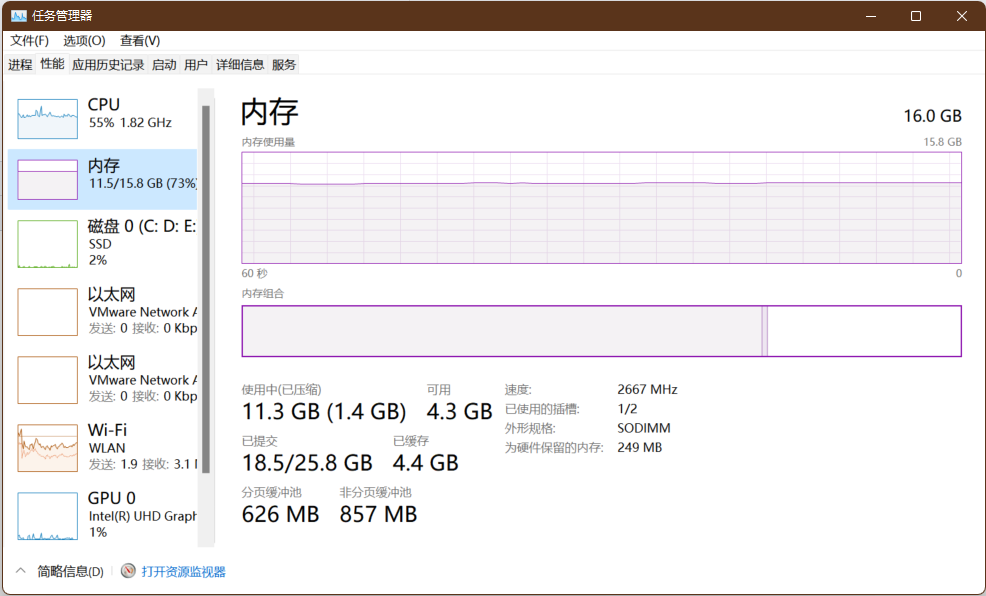 任务管理器
文件(F) 选项(O) 查看(V)
进程 性能 应用历史记录 启动 用户 详细信息 服务
CPU
55% 1.82 GHz
内存
11.5/15.8 GB (73%)
磁盘 0 (C: D: E:
SSD
2%
以太网
VMware Network A
发送: 0 接收: 0 Kbp
以太网
VMware Network A
发送: 0 接收: 0 Kbp
Wi-Fi
WLAN
发送: 1.9 接收: 3.1
GPU 0
Intel(R) UHD Graph
1%
内存
16.0 GB
内存使用量
15.8 GB
60 秒
0
内存组合
使用中(已压缩)
11.3 GB (1.4 GB)
可用
4.3 GB
已提交
18.5/25.8 GB
已缓存
4.4 GB
分页缓冲池
626 MB
非分页缓冲池
857 MB
速度: 2667 MHz
已使用的插槽: 1/2
外形规格: SODIMM
为硬件保留的内存: 249 MB
简略信息(D)
打开资源监视器